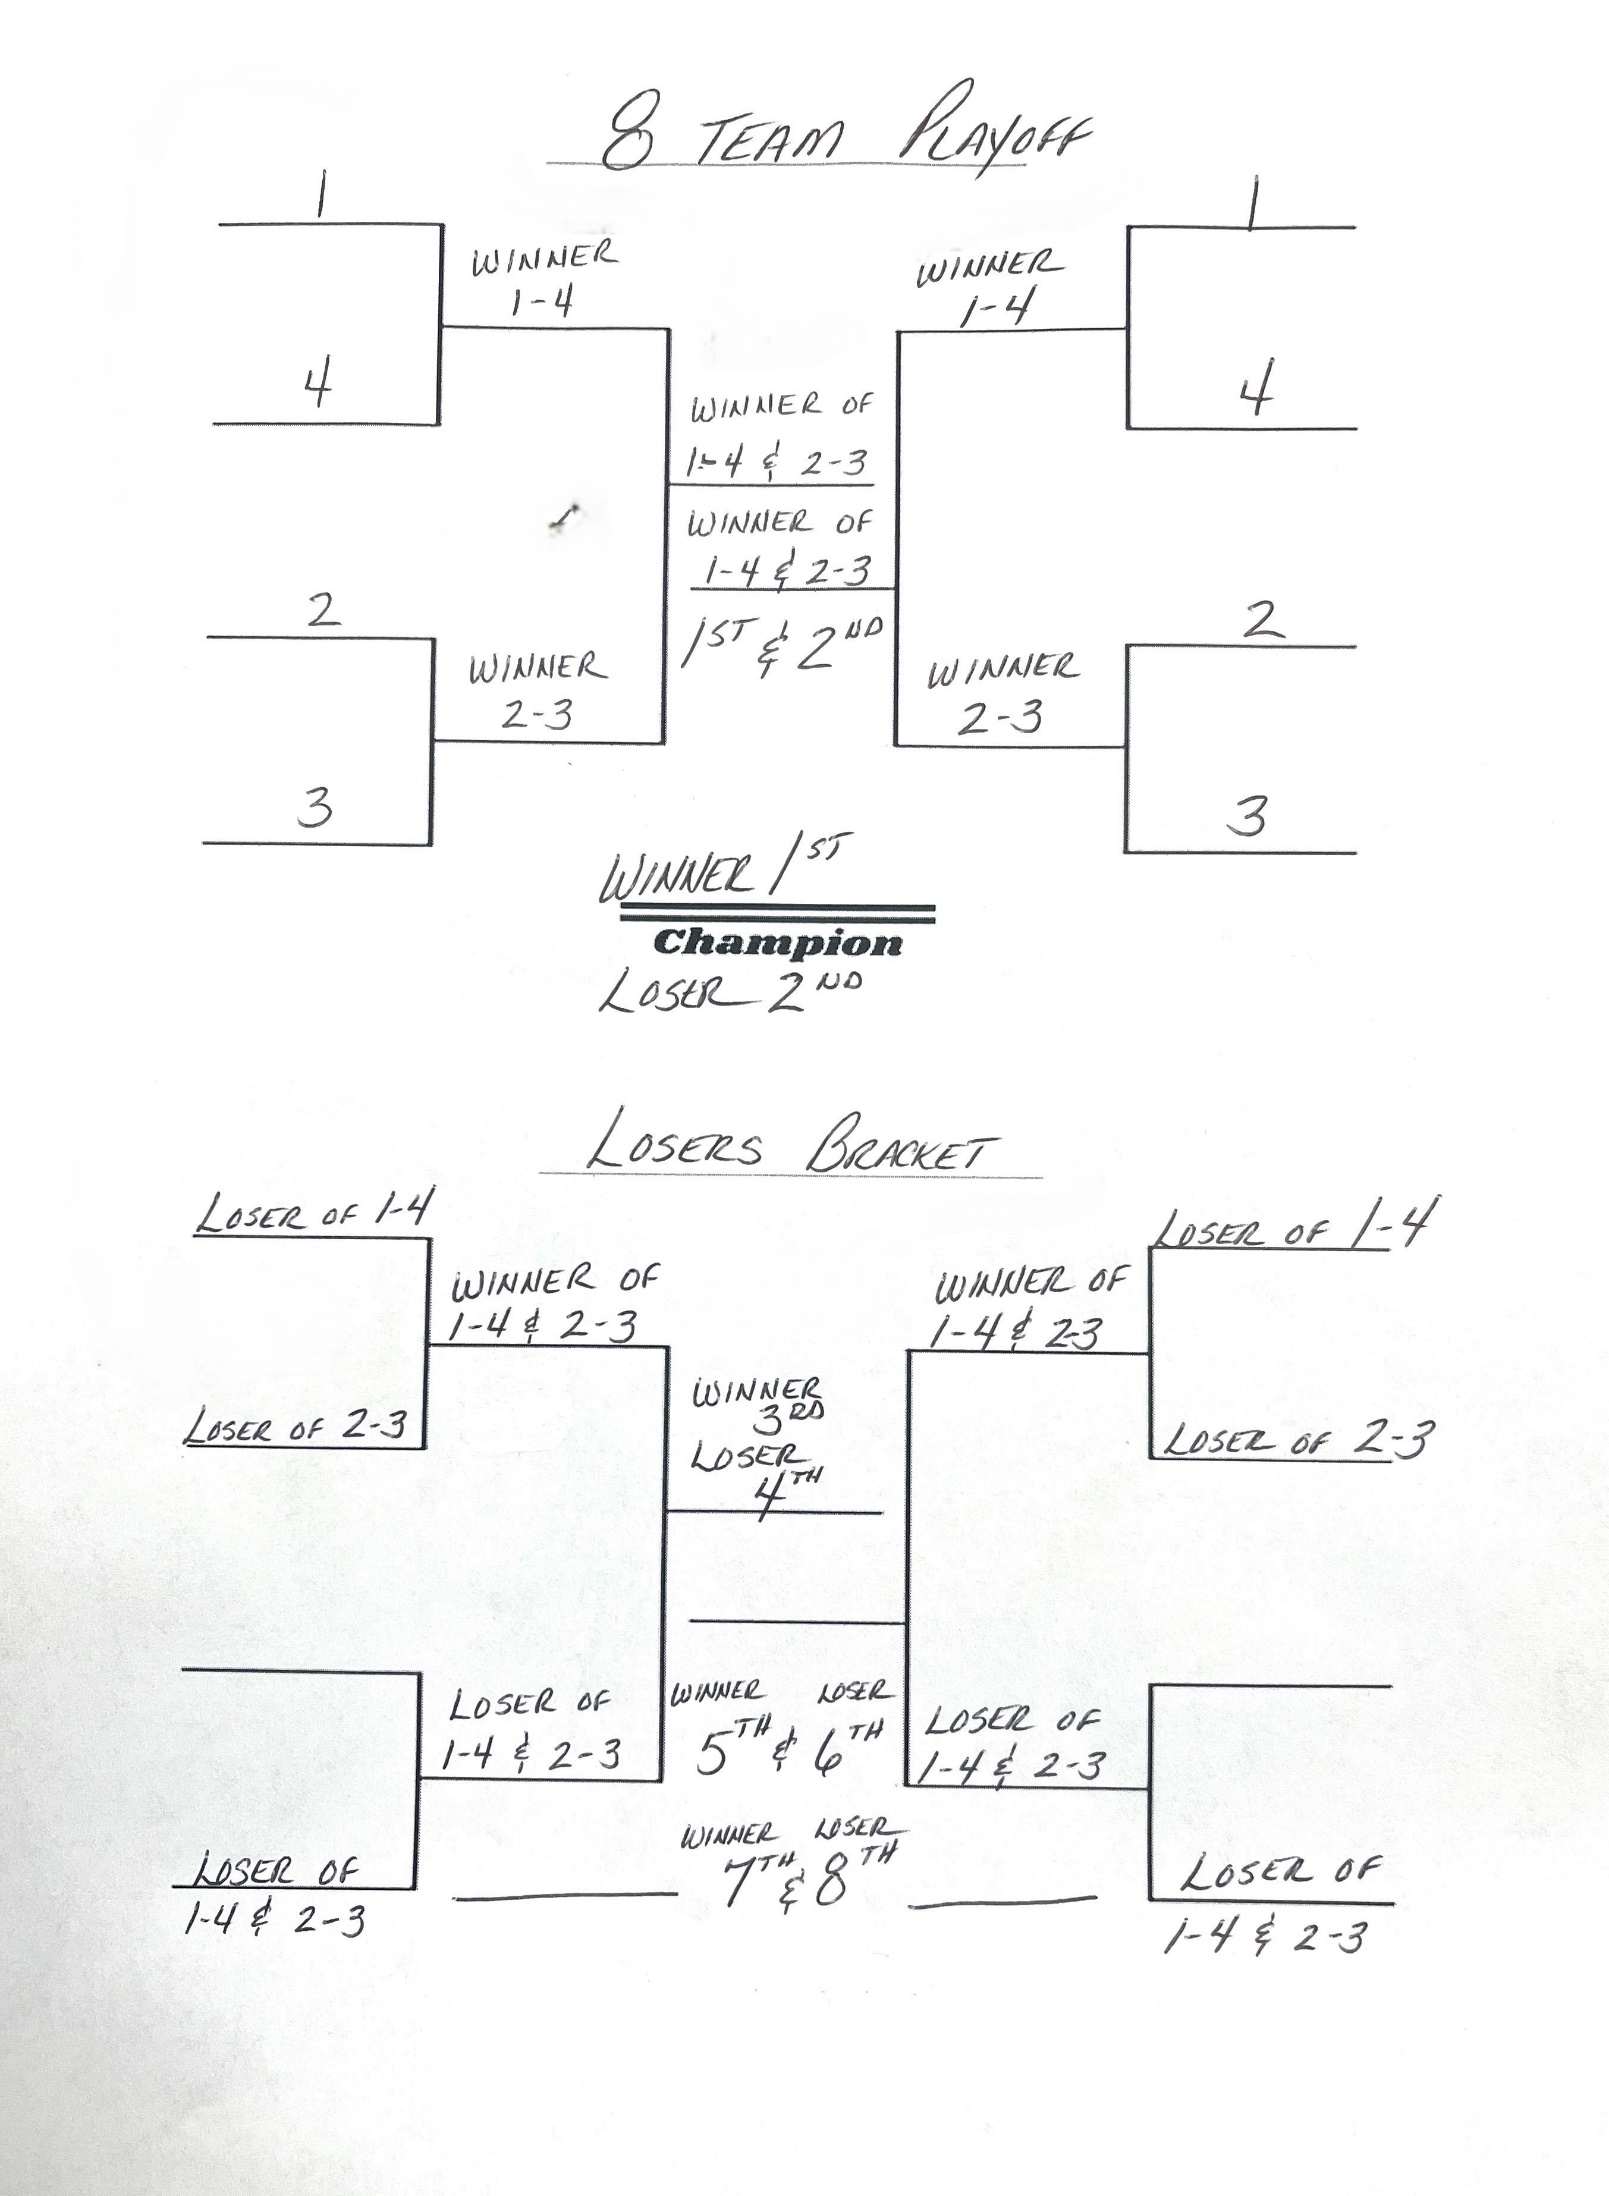 8 TEAM PLAYOFF
1
1
WINNER
1-4
WINNER
1-4
4
4
WINNER OF
1-4 & 2-3
WINNER OF
1-4 & 2-3
1ST & 2ND
2
2
WINNER
2-3
WINNER
2-3
3
3
WINNER 1ST
Champion
LOSER 2ND
LOSERS BRACKET
LOSER OF 1-4
LOSER OF 1-4
WINNER OF
1-4 & 2-3
WINNER OF
1-4 & 2-3
WINNER
3RD
LOSER
4TH
LOSER OF 2-3
LOSER OF 2-3
LOSER OF
1-4 & 2-3
WINNER LOSER
5TH & 6TH
LOSER OF
1-4 & 2-3
WINNER LOSER
7TH & 8TH
LOSER OF
1-4 & 2-3
LOSER OF
1-4 & 2-3